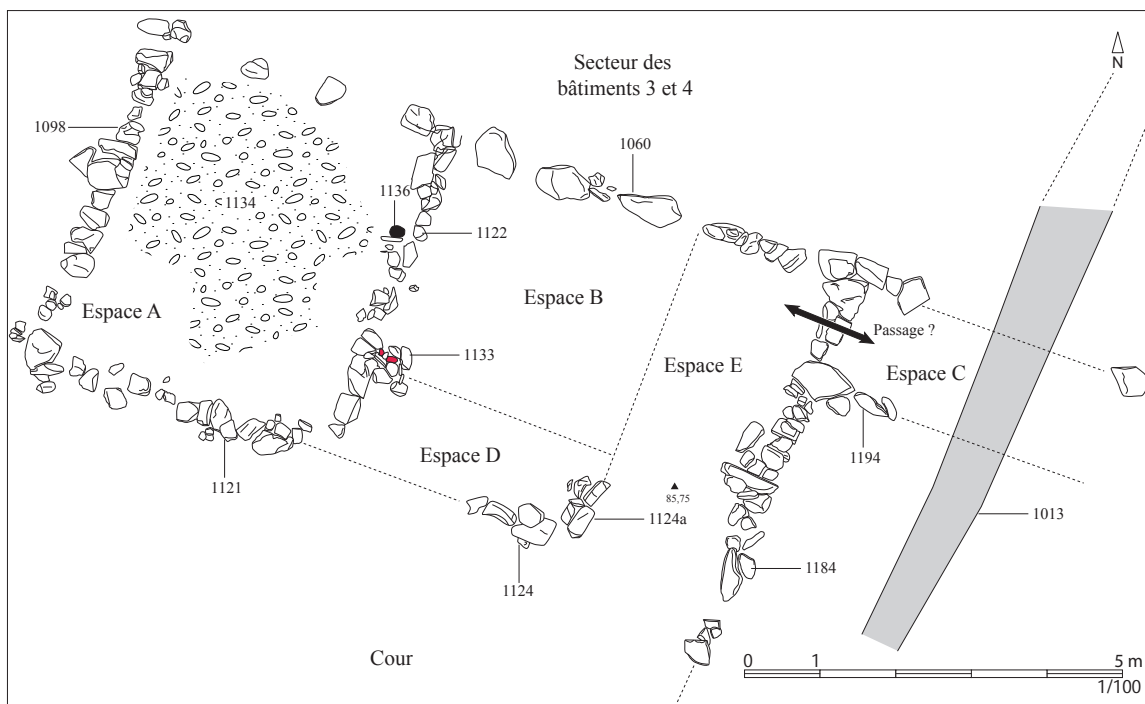 Secteur des
bâtiments 3 et 4
N
1098
1060
1134
1136
1122
Espace A
Espace B
Passage ?
1133
Espace E
Espace C
Espace D
1194
1121
85,75
1124a
1013
1124
1184
Cour
0 1 5 m
1/100